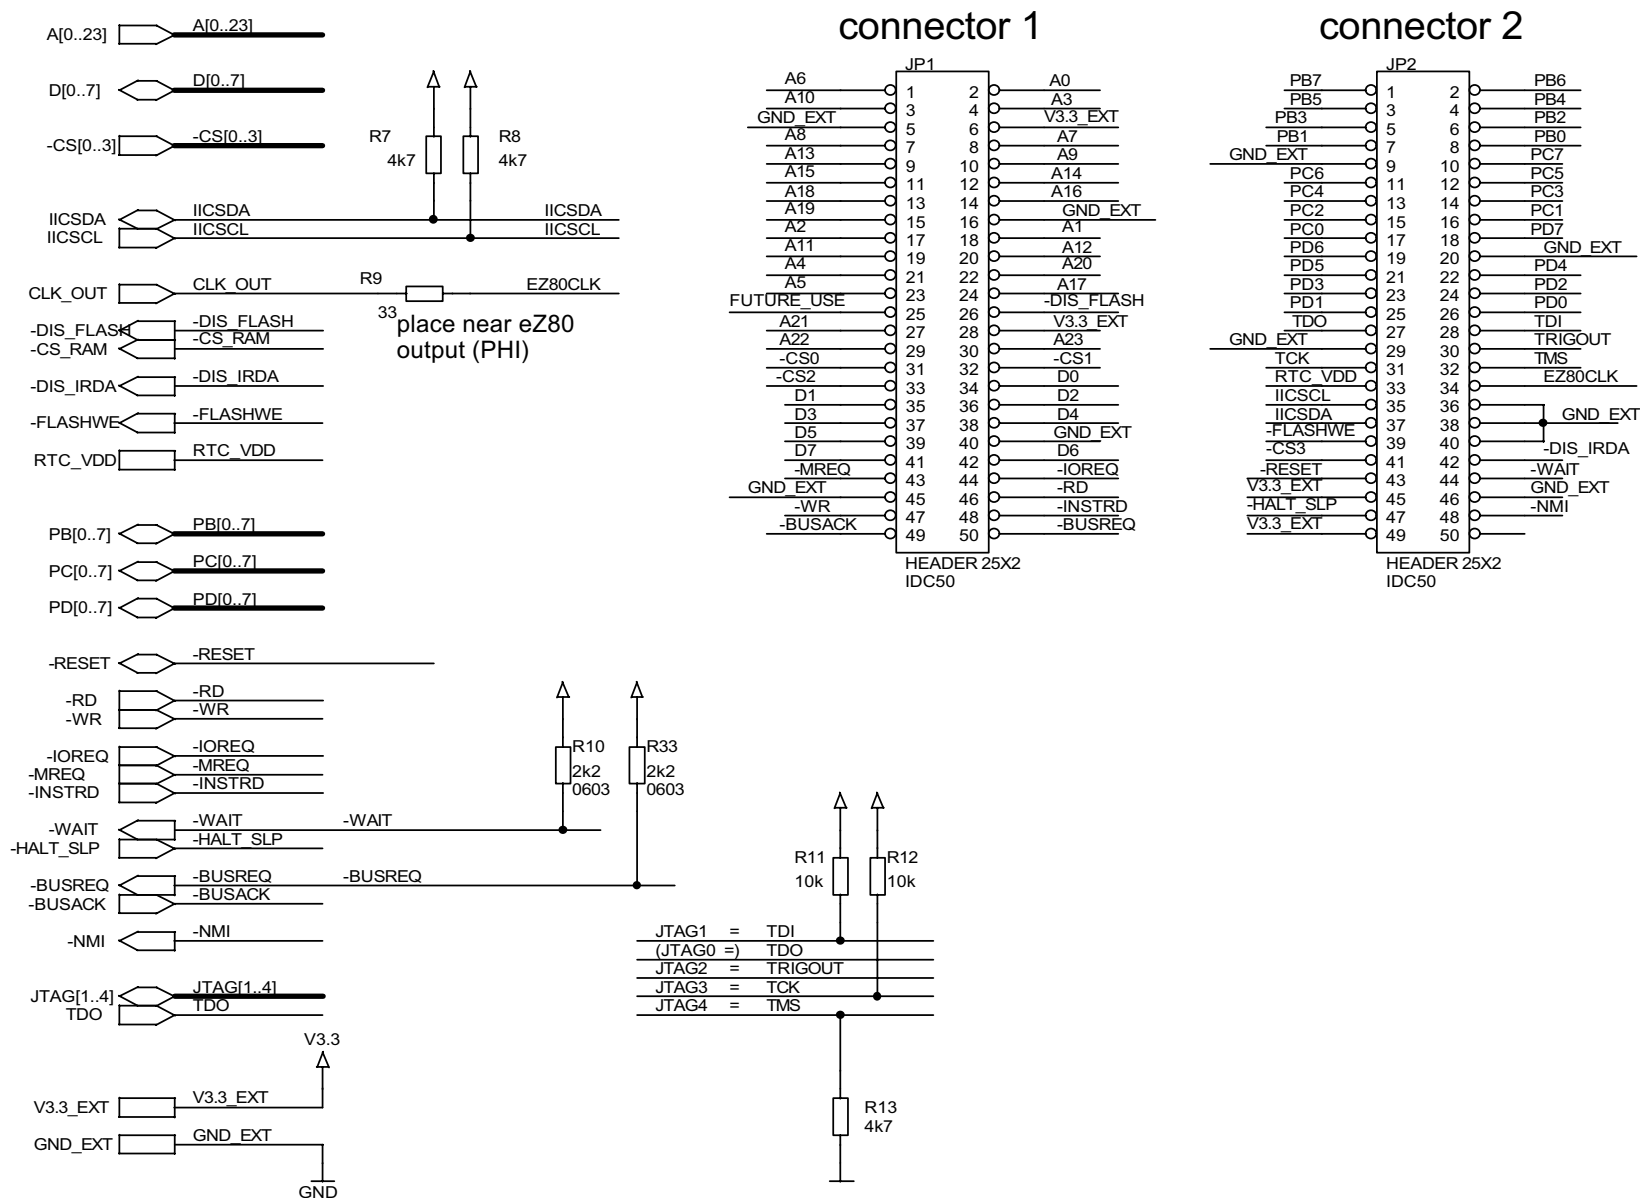 connector 1
connector 2
A[0..23] A[0..23]
D[0..7] D[0..7]
-CS[0..3] -CS[0..3]
R7
4k7
R8
4k7
IICSDA IICSDA IICSDA
IICSCL IICSCL IICSCL
CLK_OUT CLK_OUT R9 EZ80CLK
33
place near eZ80
output (PHI)
-DIS_FLASH -DIS_FLASH
-CS_RAM -CS_RAM
-DIS_IRDA -DIS_IRDA
-FLASHWE -FLASHWE
RTC_VDD RTC_VDD
PB[0..7] PB[0..7]
PC[0..7] PC[0..7]
PD[0..7] PD[0..7]
-RESET -RESET
-RD -RD
-WR -WR
-IOREQ -IOREQ
-MREQ -MREQ
-INSTRD -INSTRD
R10
2k2
0603
R33
2k2
0603
-WAIT -WAIT -WAIT
-HALT_SLP -HALT_SLP
-BUSREQ -BUSREQ -BUSREQ
-BUSACK -BUSACK
-NMI -NMI
JTAG[1..4] JTAG[1..4]
TDO TDO
V3.3
V3.3_EXT V3.3_EXT
GND_EXT GND_EXT
GND
R11
10k
R12
10k
JTAG1 = TDI
(JTAG0 =) TDO
JTAG2 = TRIGOUT
JTAG3 = TCK
JTAG4 = TMS
R13
4k7
JP1
A6 1 2 A0
A10 3 4 A3
GND_EXT 5 6 V3.3_EXT
A8 7 8 A7
A13 9 10 A9
A15 11 12 A14
A18 13 14 A16
A19 15 16 GND_EXT
A2 17 18 A1
A11 19 20 A12
A4 21 22 A20
A5 23 24 A17
FUTURE_USE 25 26 -DIS_FLASH
A21 27 28 V3.3_EXT
A22 29 30 A23
-CS0 31 32 -CS1
-CS2 33 34 D0
D1 35 36 D2
D3 37 38 D4
D5 39 40 GND_EXT
D7 41 42 D6
-MREQ 43 44 -IOREQ
GND_EXT 45 46 -RD
-WR 47 48 -INSTRD
-BUSACK 49 50 -BUSREQ
HEADER 25X2
IDC50
JP2
PB7 1 2 PB6
PB5 3 4 PB4
PB3 5 6 PB2
PB1 7 8 PB0
GND_EXT 9 10 PC7
PC6 11 12 PC5
PC4 13 14 PC3
PC2 15 16 PC1
PC0 17 18 PD7
PD6 19 20 GND_EXT
PD5 21 22 PD4
PD3 23 24 PD2
PD1 25 26 PD0
TDO 27 28 TDI
GND_EXT 29 30 TRIGOUT
TCK 31 32 TMS
RTC_VDD 33 34 EZ80CLK
IICSCL 35 36
IICSDA 37 38 GND_EXT
-FLASHWE 39 40
-CS3 41 42 -DIS_IRDA
-RESET 43 44 -WAIT
V3.3_EXT 45 46 GND_EXT
-HALT_SLP 47 48 -NMI
V3.3_EXT 49 50
HEADER 25X2
IDC50